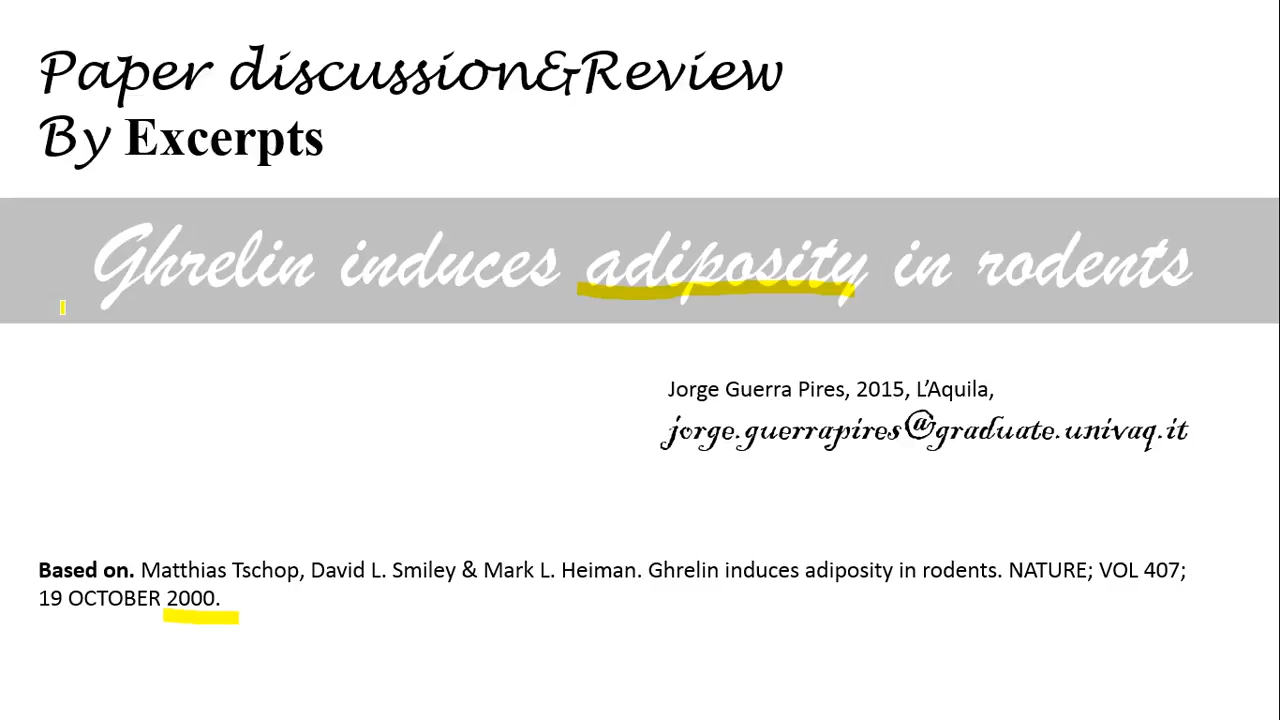 Paper discussion&Review
By Excerpts
Ghrelin induces adiposity in rodents
Jorge Guerra Pires, 2015, L’Aquila,
jorge.guerrapires@graduate.univaq.it
Based on. Matthias Tschop, David L. Smiley & Mark L. Heiman. Ghrelin induces adiposity in rodents. NATURE; VOL 407;
19 OCTOBER 2000.